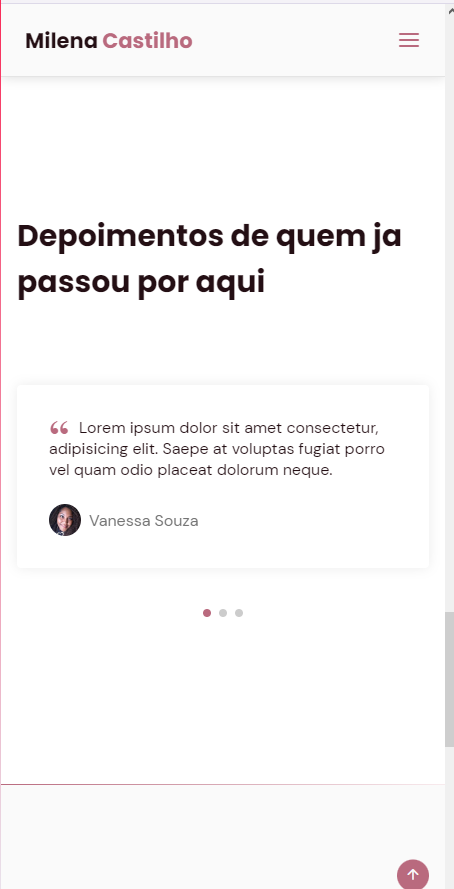 Milena Castilho
Depoimentos de quem ja
passou por aqui
“ Lorem ipsum dolor sit amet consectetur,
adipisicing elit. Saepe at voluptas fugiat porro
vel quam odio placeat dolorum neque.
Vanessa Souza